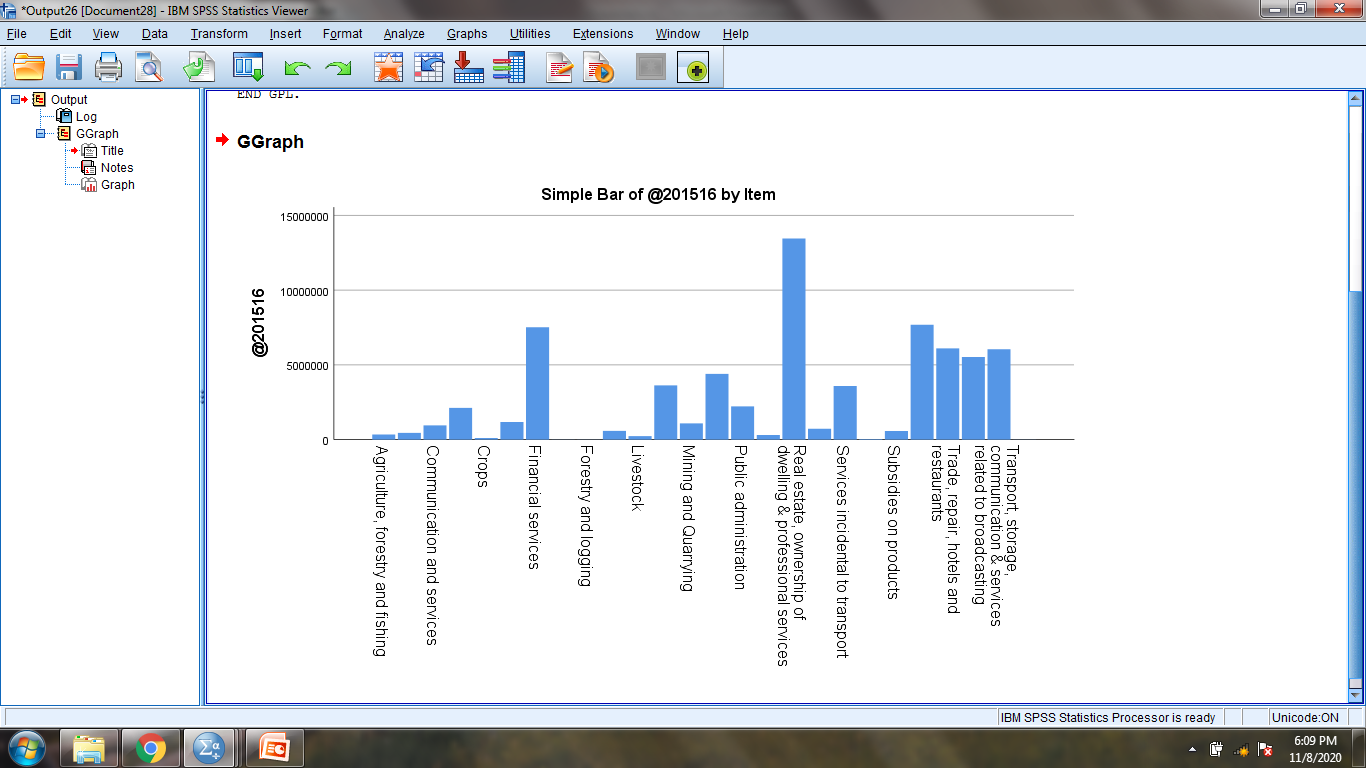 *Output26 [Document28] - IBM SPSS Statistics Viewer
File Edit View Data Transform Insert Format Analyze Graphs Utilities Extensions Window Help
Output
Log
GGraph
Title
Notes
Graph
END GPL.
GGraph
Simple Bar of @201516 by Item
@201516
15000000
10000000
5000000
0
Agriculture, forestry and fishing
Communication and services
Crops
Financial services
Forestry and logging
Livestock
Mining and Quarrying
Public administration
Real estate, ownership of
dwelling & professional services
Services incidental to transport
Subsidies on products
Trade, repair, hotels and
restaurants
Transport, storage,
communication & services
related to broadcasting
IBM SPSS Statistics Processor is ready
Unicode:ON
6:09 PM
11/8/2020